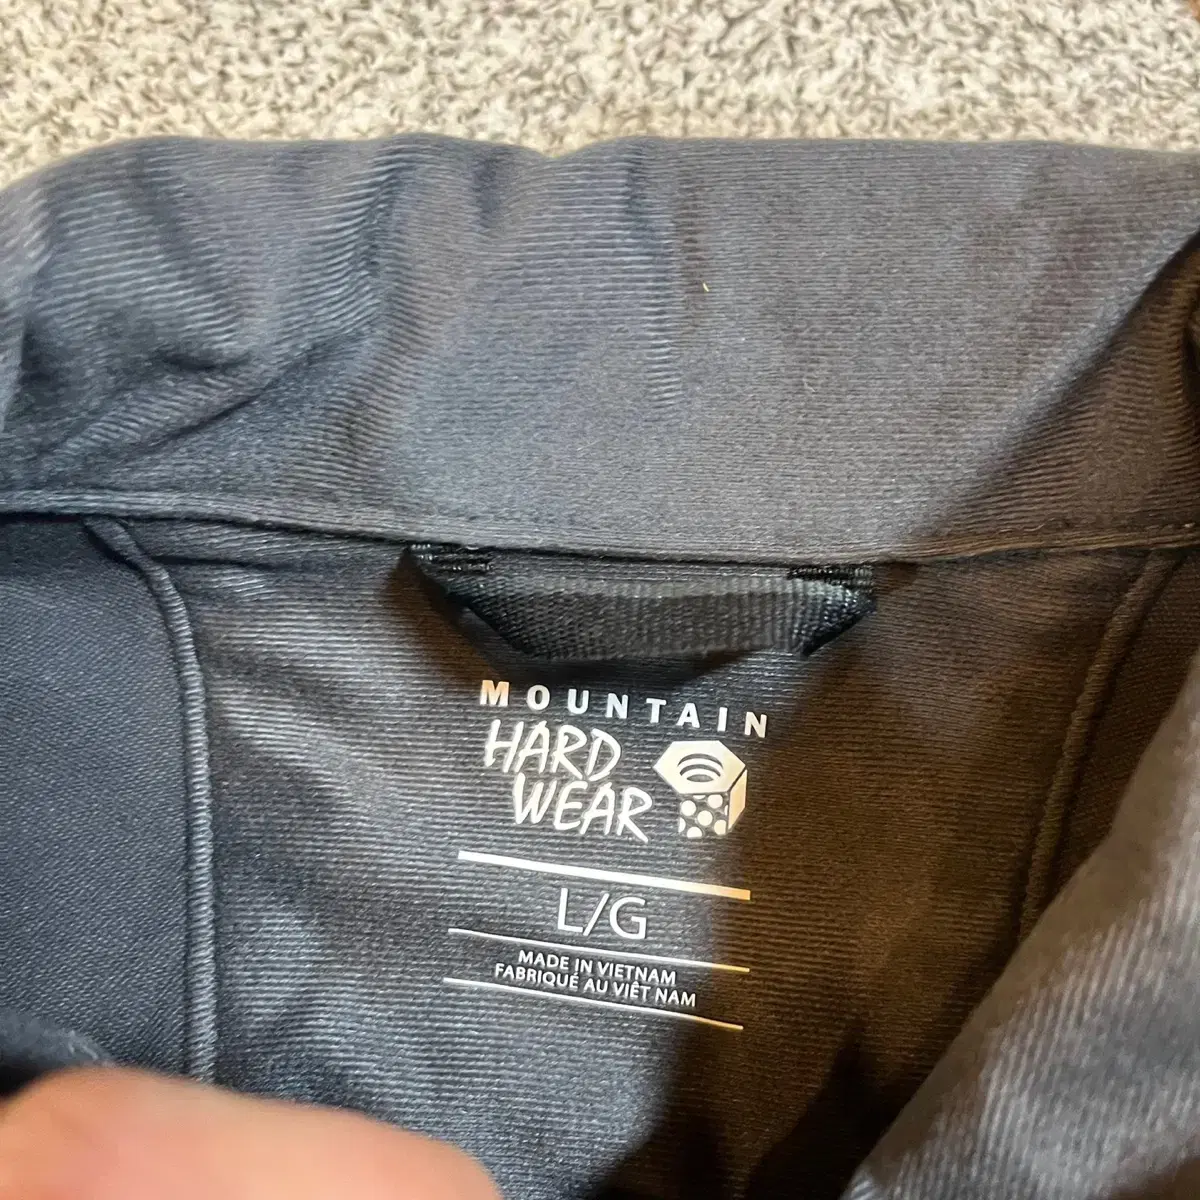 MOUNTAIN
HARD
WEAR
L/G
MADE IN VIETNAM
FABRIQUÉ AU VIÊT NAM